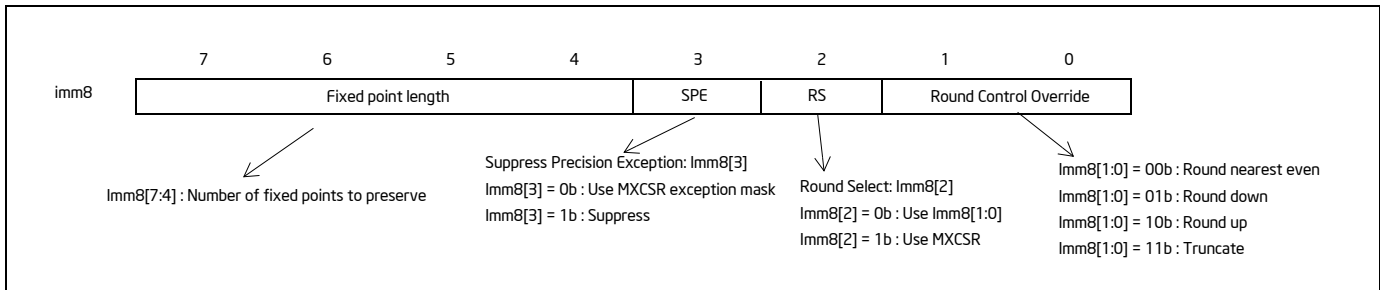 7 6 5 4 3 2 1 0
imm8 Fixed point length SPE RS Round Control Override
Imm8[7:4] : Number of fixed points to preserve
Suppress Precision Exception: Imm8[3]
Imm8[3] = 0b : Use MXCSR exception mask
Imm8[3] = 1b : Suppress
Round Select: Imm8[2]
Imm8[2] = 0b : Use Imm8[1:0]
Imm8[2] = 1b : Use MXCSR
Imm8[1:0] = 00b : Round nearest even
Imm8[1:0] = 01b : Round down
Imm8[1:0] = 10b : Round up
Imm8[1:0] = 11b : Truncate